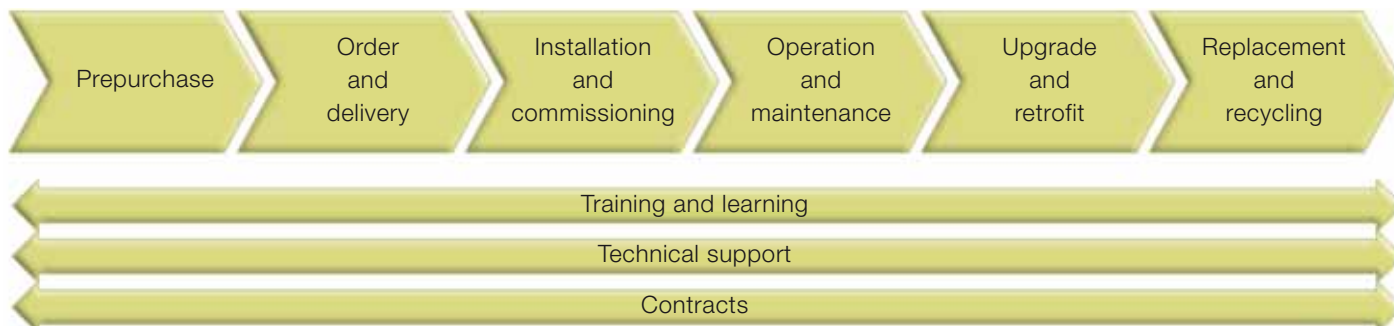 Prepurchase
Order
and
delivery
Installation
and
commissioning
Operation
and
maintenance
Upgrade
and
retrofit
Replacement
and
recycling
Training and learning
Technical support
Contracts